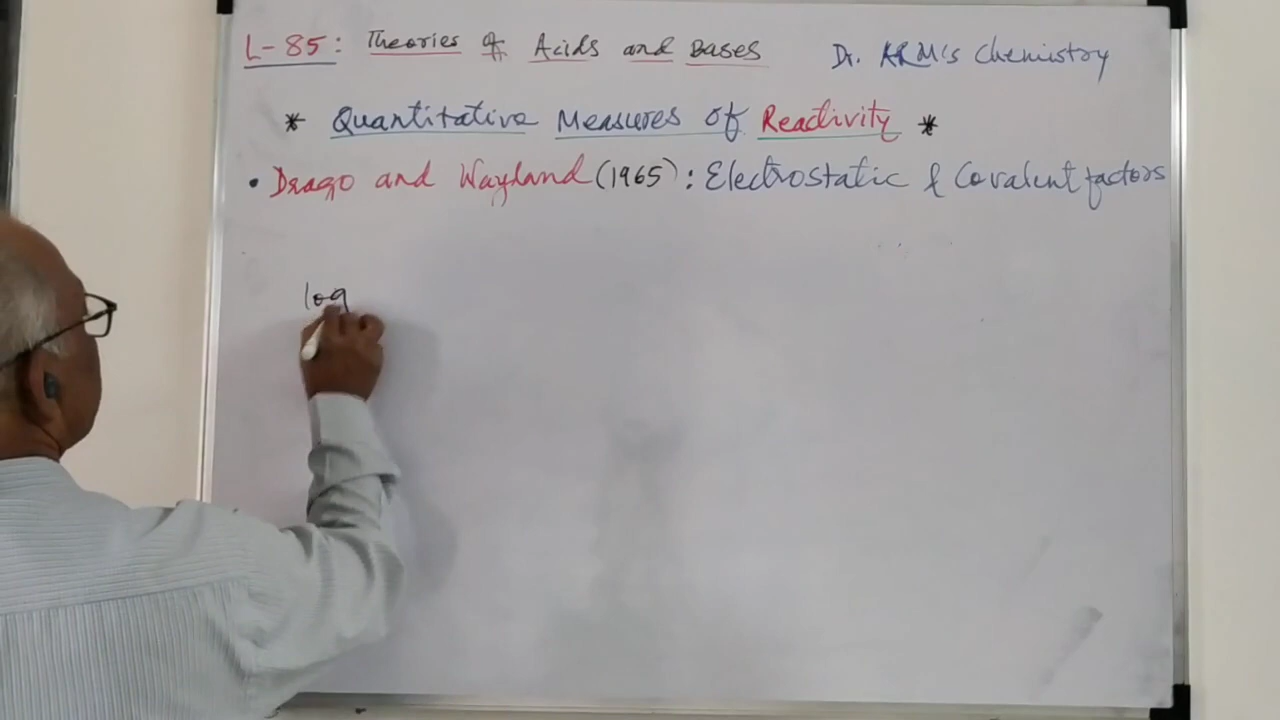 L-85: Theories of Acids and Bases Dr. KRM's Chemistry
* Quantitative Measures of Reactivity *
• Drago and Wayland (1965): Electrostatic & Covalent factors
log